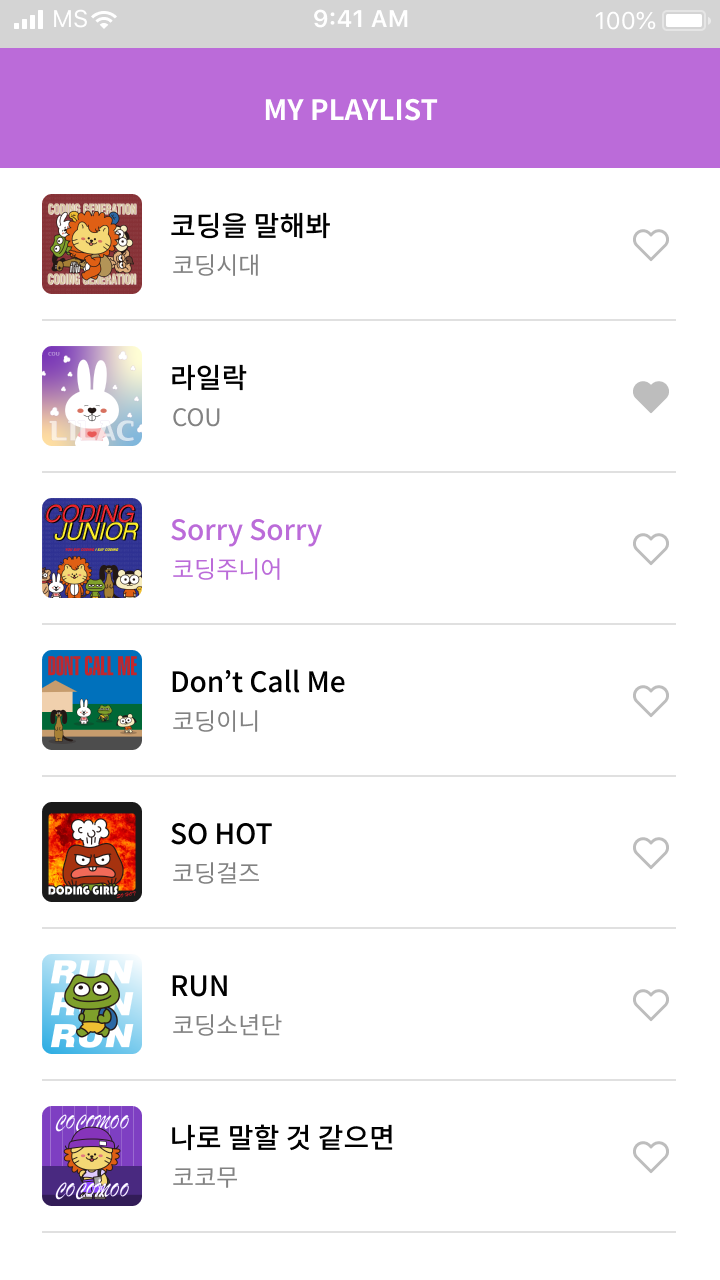 MS 9:41 AM 100%
MY PLAYLIST
CODING GENERATION
CODING GENERATION
코딩을 말해봐
코딩시대
COU
LILAC
라일락
COU
CODING
JUNIOR
Sorry Sorry
코딩주니어
DONT CALL ME
Don’t Call Me
코딩이니
DODING GIRLS
SO HOT
코딩걸즈
RUN
RUN
RUN
RUN
코딩소년단
COCOMOO
COCOMOO
나로 말할 것 같으면
코코무